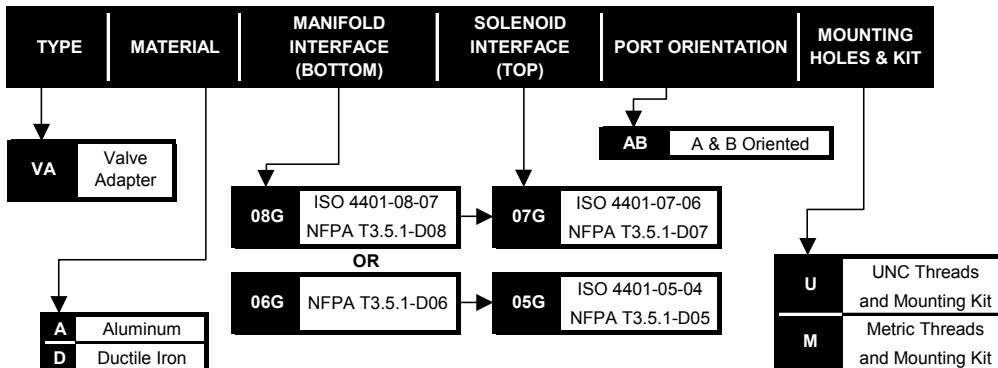 TYPE
MATERIAL
MANIFOLD
INTERFACE
(BOTTOM)
SOLENOID
INTERFACE
(TOP)
PORT ORIENTATION
MOUNTING
HOLES & KIT
VA
Valve
Adapter
AB
A & B Oriented
08G
ISO 4401-08-07
NFPA T3.5.1-D08
07G
ISO 4401-07-06
NFPA T3.5.1-D07
OR
06G
NFPA T3.5.1-D06
05G
ISO 4401-05-04
NFPA T3.5.1-D05
U
UNC Threads
and Mounting Kit
M
Metric Threads
and Mounting Kit
A
Aluminum
D
Ductile Iron